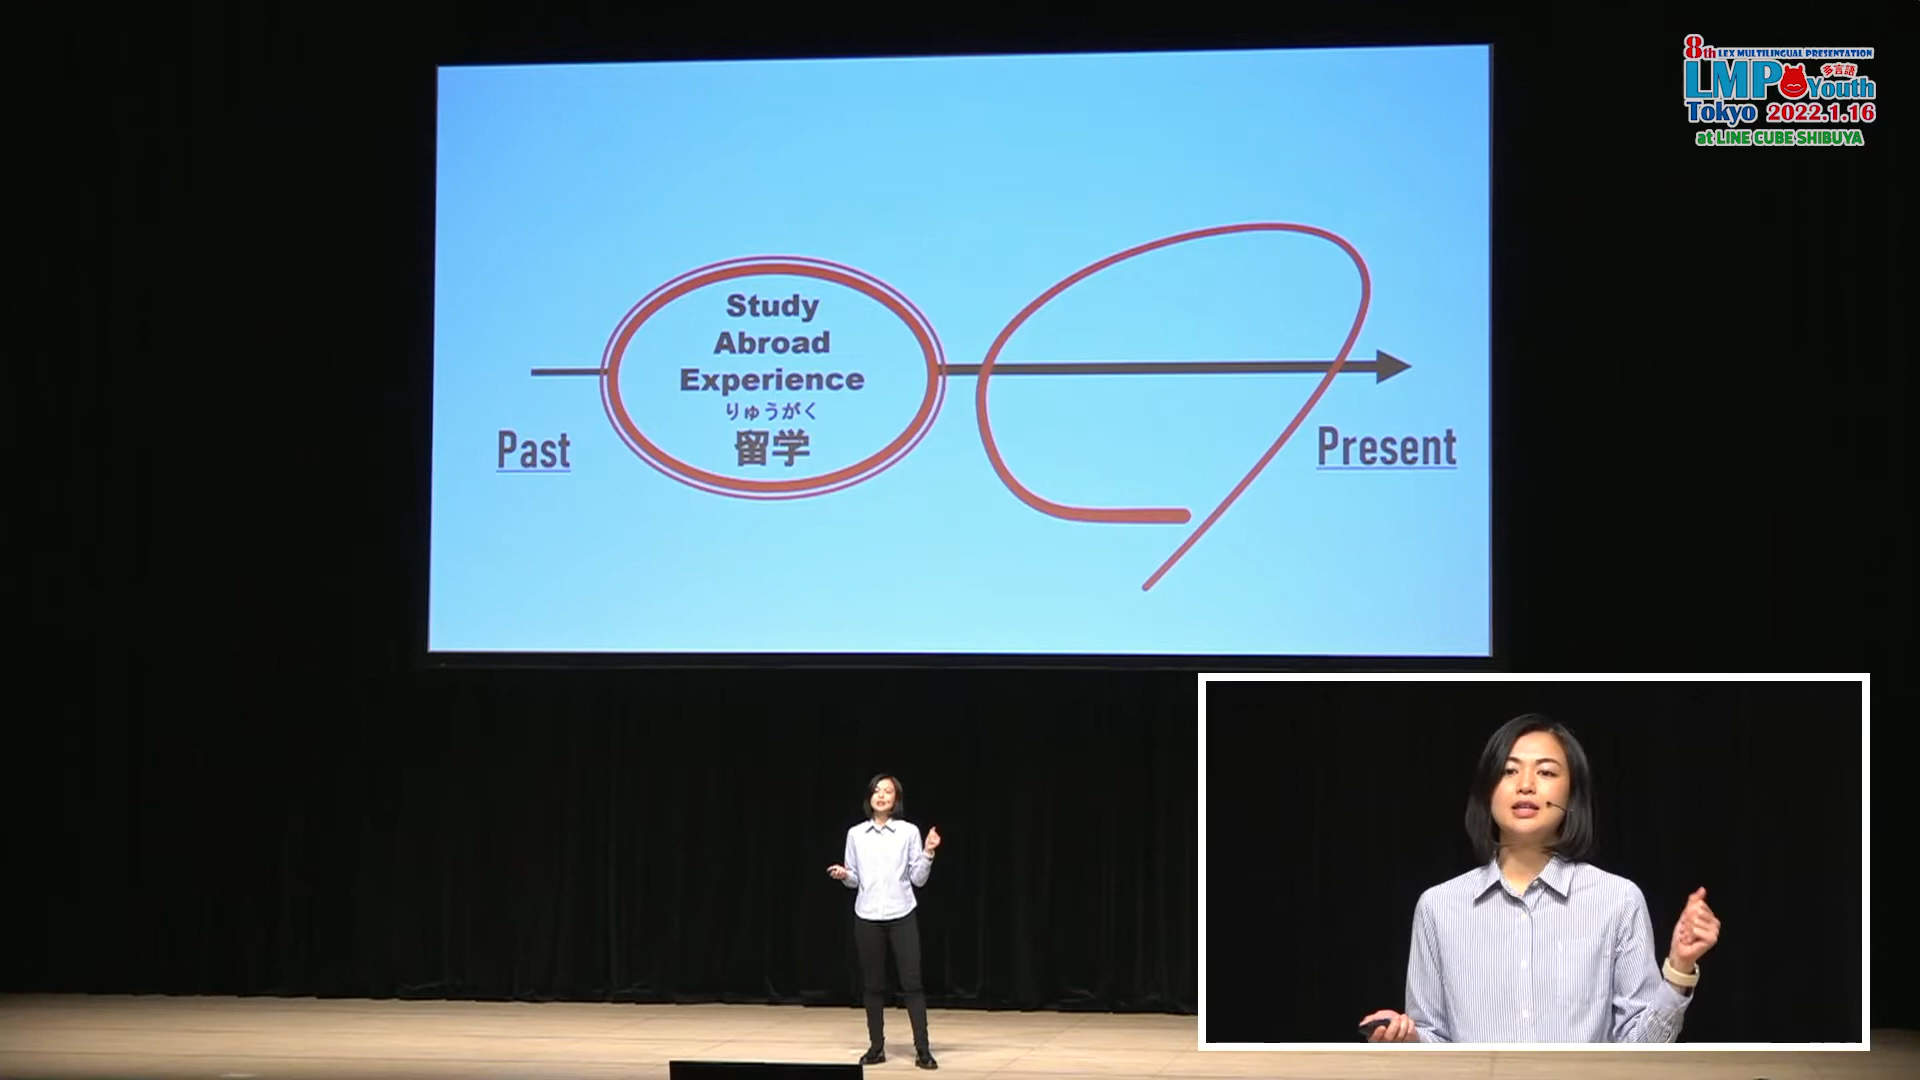 8th LEX MULTILINGUAL PRESENTATION
LMP 多言語 Youth
Tokyo 2022.1.16
at LINE CUBE SHIBUYA
Study
Abroad
Experience
りゅうがく
留学
Past
Present